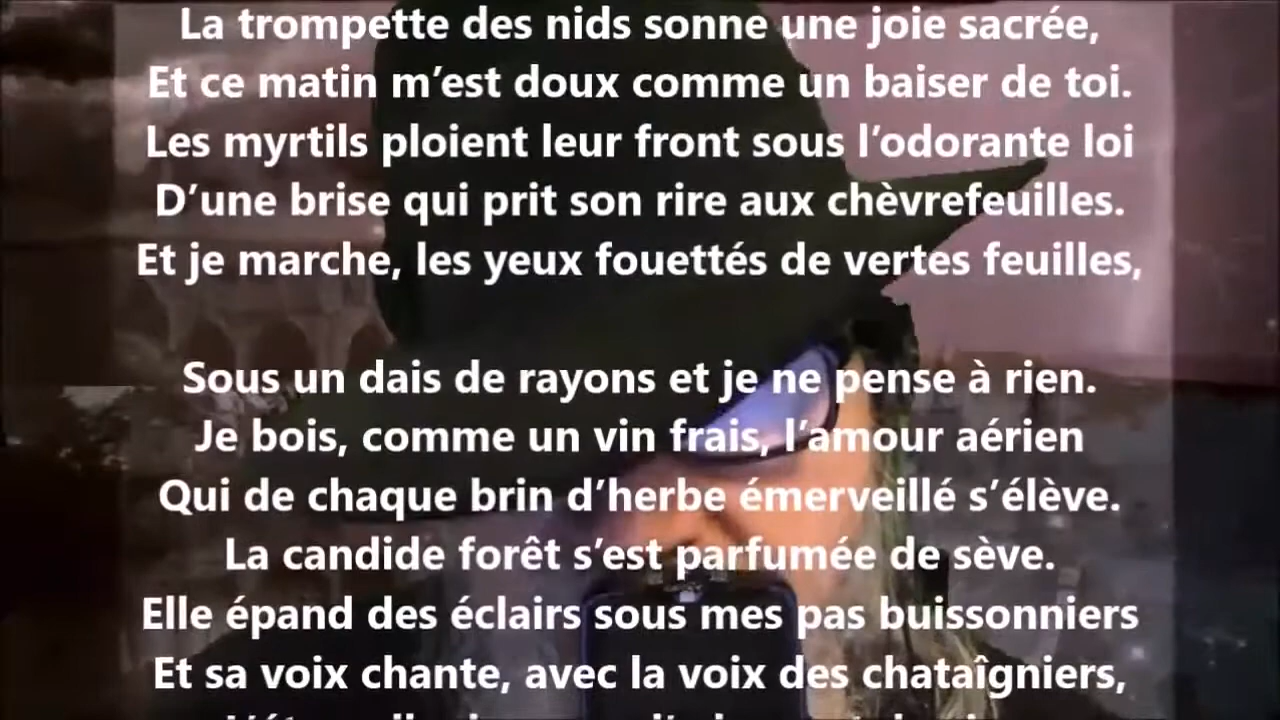 La trompette des nids sonne une joie sacrée,
Et ce matin m’est doux comme un baiser de toi.
Les myrtils ploient leur front sous l’odorante loi
D’une brise qui prit son rire aux chèvrefeuilles.
Et je marche, les yeux fouettés de vertes feuilles,
Sous un dais de rayons et je ne pense à rien.
Je bois, comme un vin frais, l’amour aérien
Qui de chaque brin d’herbe émerveillé s’élève.
La candide forêt s’est parfumée de sève.
Elle épand des éclairs sous mes pas buissonniers
Et sa voix chante, avec la voix des chataîgniers,